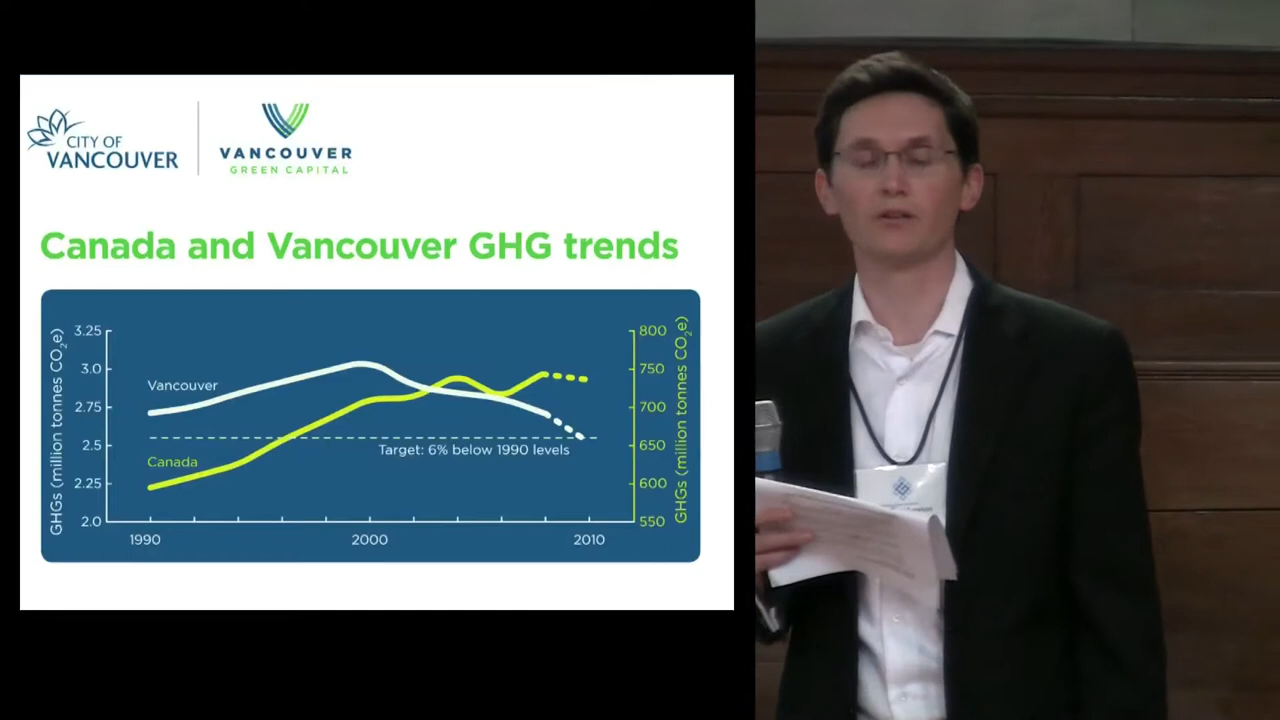 CITY OF
VANCOUVER
VANCOUVER
GREEN CAPITAL
Canada and Vancouver GHG trends
GHGs (million tonnes CO2e)
3.25
3.0
2.75
2.5
2.25
2.0
Vancouver
Canada
Target: 6% below 1990 levels
1990
2000
2010
800
750
700
650
600
550
GHGs (million tonnes CO2e)